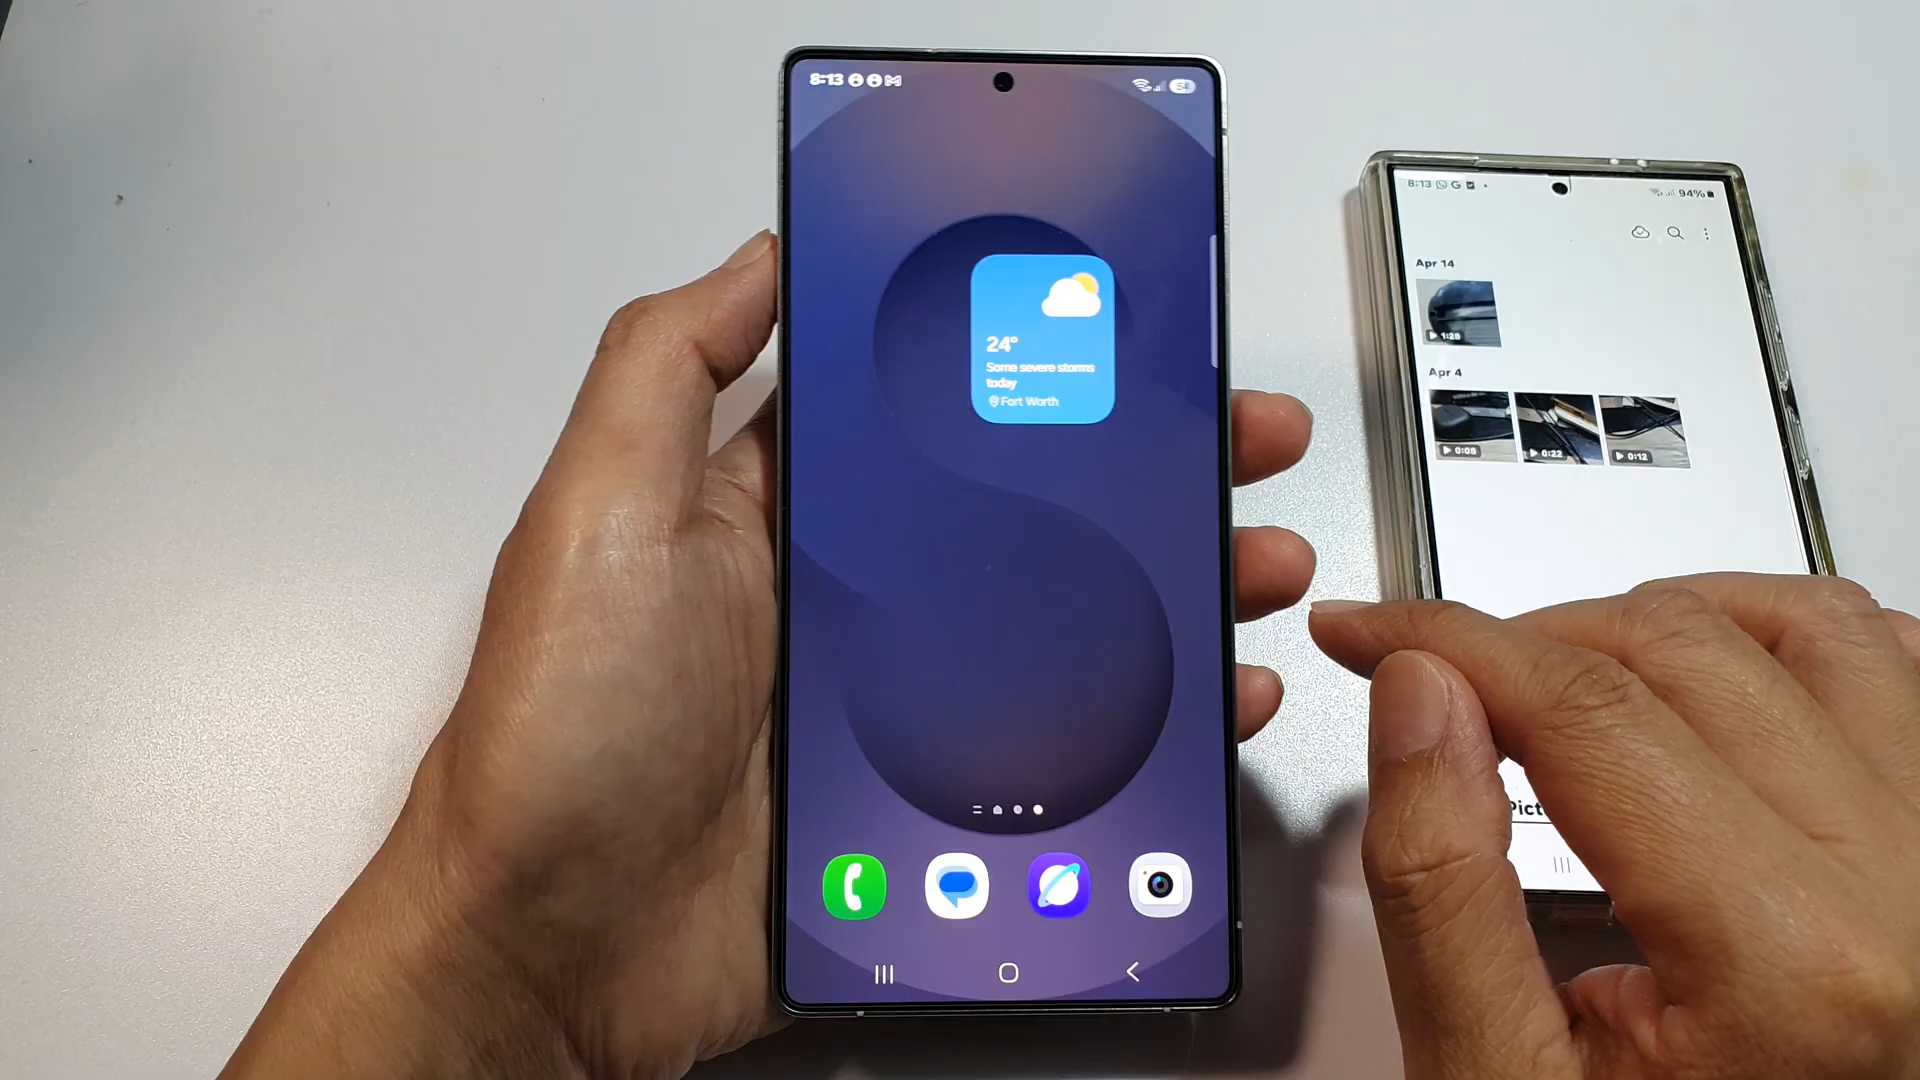 8:13
54
24°
Some severe storms
today
Fort Worth
8:13
94%
Apr 14
1:28
Apr 4
0:08
0:22
0:12